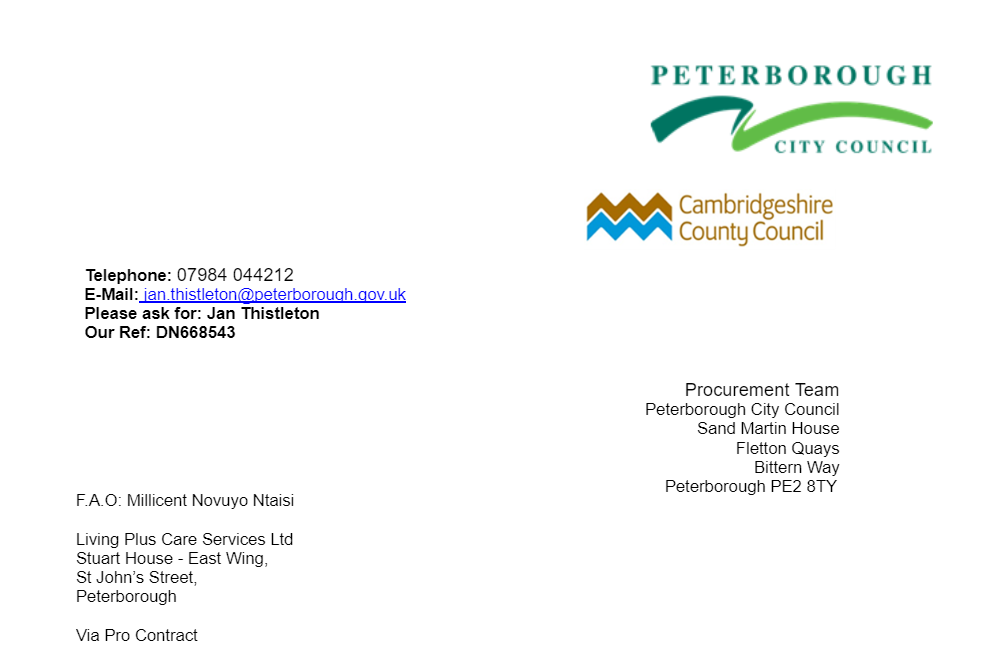 PETERBOROUGH
CITY COUNCIL
Cambridgeshire
County Council
Telephone: 07984 044212
E-Mail: jan.thistleton@peterborough.gov.uk
Please ask for: Jan Thistleton
Our Ref: DN668543
Procurement Team
Peterborough City Council
Sand Martin House
Fletton Quays
Bittern Way
Peterborough PE2 8TY
F.A.O: Millicent Novuyo Ntaisi
Living Plus Care Services Ltd
Stuart House - East Wing,
St John’s Street,
Peterborough
Via Pro Contract